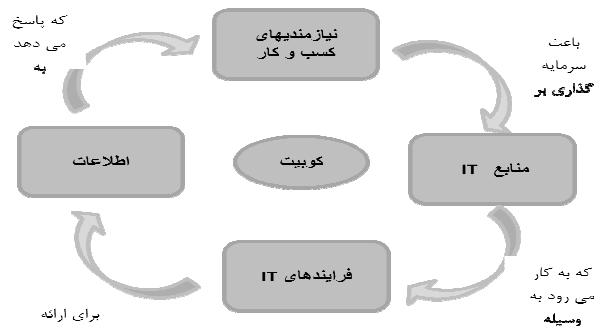 نیازمندیهای
کسب و کار
باعت
سرمایه
گذاری بر
منابع IT
که به کار
می رود به
وسیله
فرایندهای IT
برای ارائه
اطلاعات
که پاسخ
می دهد
به
کوبیت